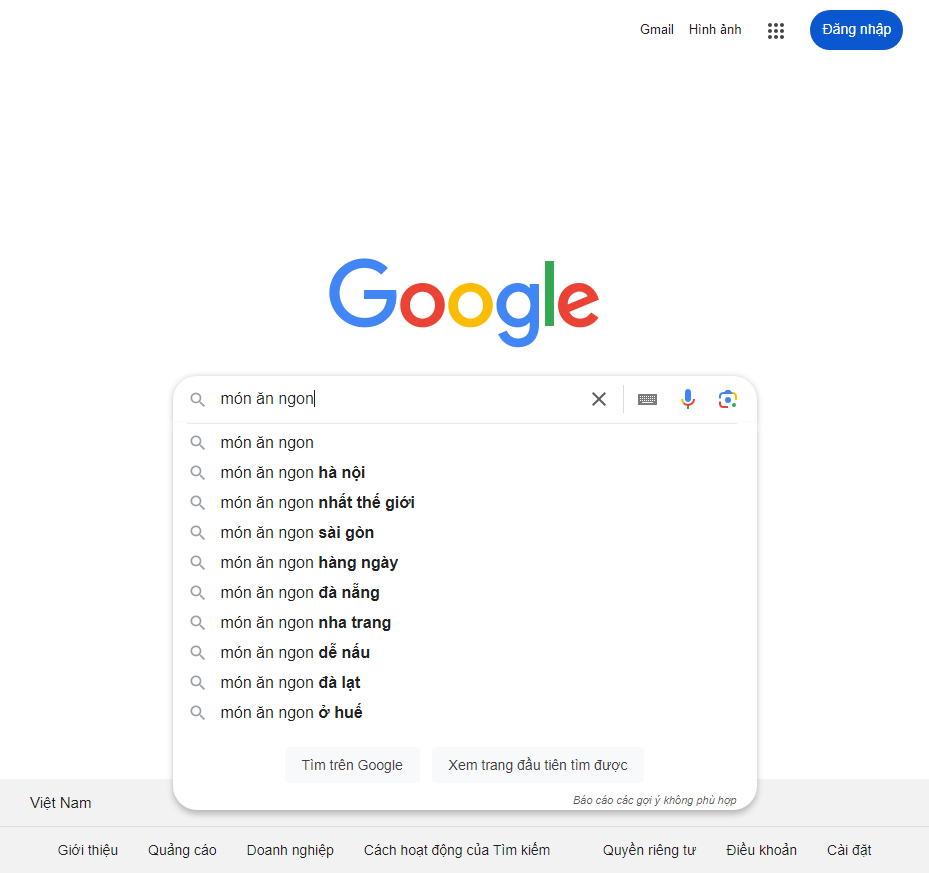 Gmail Hình ảnh Đăng nhập
Google
món ăn ngon
món ăn ngon
món ăn ngon hà nội
món ăn ngon nhất thế giới
món ăn ngon sài gòn
món ăn ngon hàng ngày
món ăn ngon đà nẵng
món ăn ngon nha trang
món ăn ngon dễ nấu
món ăn ngon đà lạt
món ăn ngon ở huế
Tìm trên Google Xem trang đầu tiên tìm được
Báo cáo các gợi ý không phù hợp
Việt Nam
Giới thiệu Quảng cáo Doanh nghiệp Cách hoạt động của Tìm kiếm Quyền riêng tư Điều khoản Cài đặt